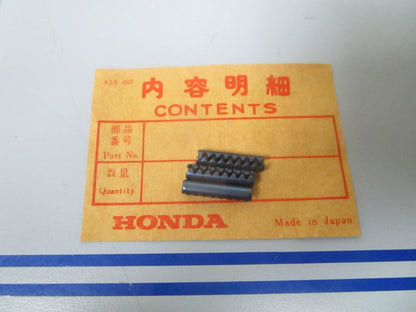 A1A 007
内容明細
CONTENTS
部品
番号
Part No.
数量
Quantity
HONDA
Made in Japan